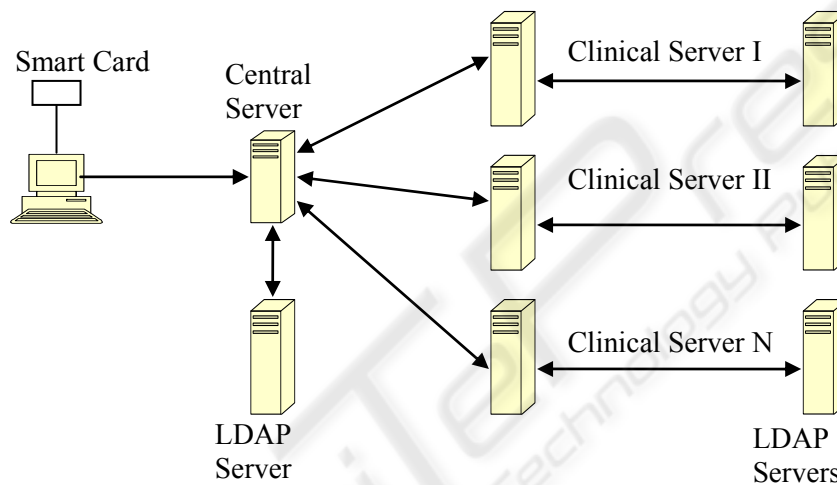 Smart Card
Central
Server
Clinical Server I
Clinical Server II
Clinical Server N
LDAP
Server
LDAP
Servers